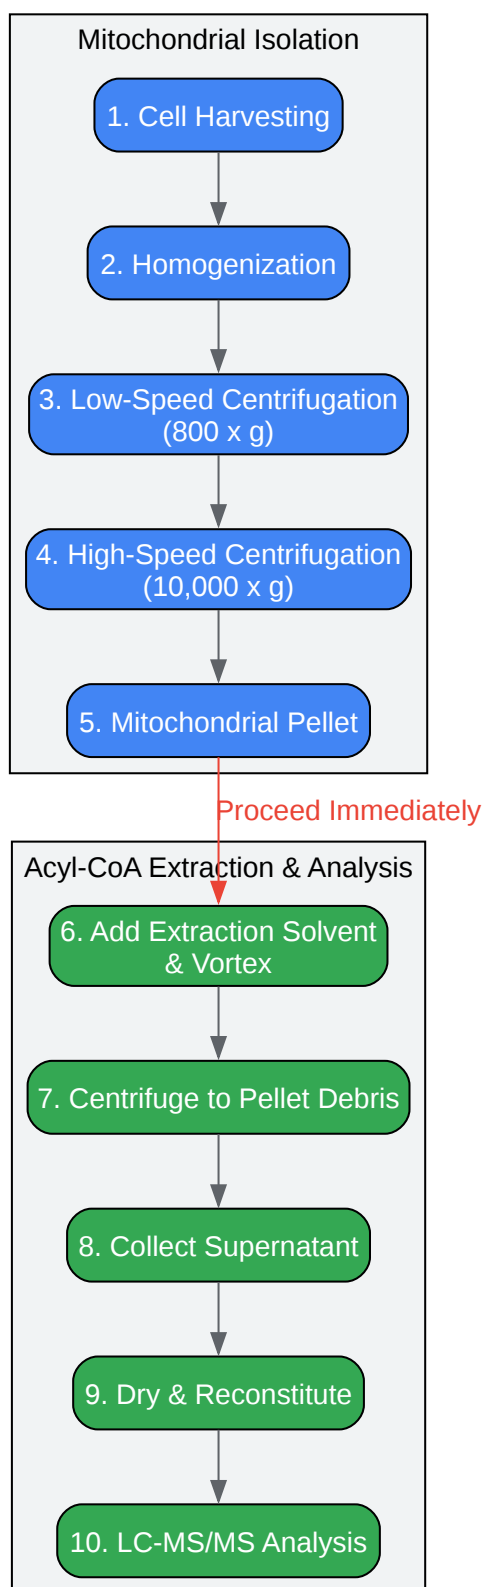 Mitochondrial Isolation
1. Cell Harvesting
2. Homogenization
3. Low-Speed Centrifugation
(800 x g)
4. High-Speed Centrifugation
(10,000 x g)
5. Mitochondrial Pellet
Proceed Immediately
Acyl-CoA Extraction & Analysis
6. Add Extraction Solvent
& Vortex
7. Centrifuge to Pellet Debris
8. Collect Supernatant
9. Dry & Reconstitute
10. LC-MS/MS Analysis